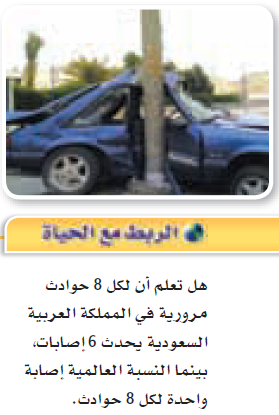 الربط مع الحياة
هل تعلم أن لكل 8 حوادث
مرورية في المملكة العربية
السعودية يحدث 6 إصابات،
بينما النسبة العالمية إصابة
واحدة لكل 8 حوادث.